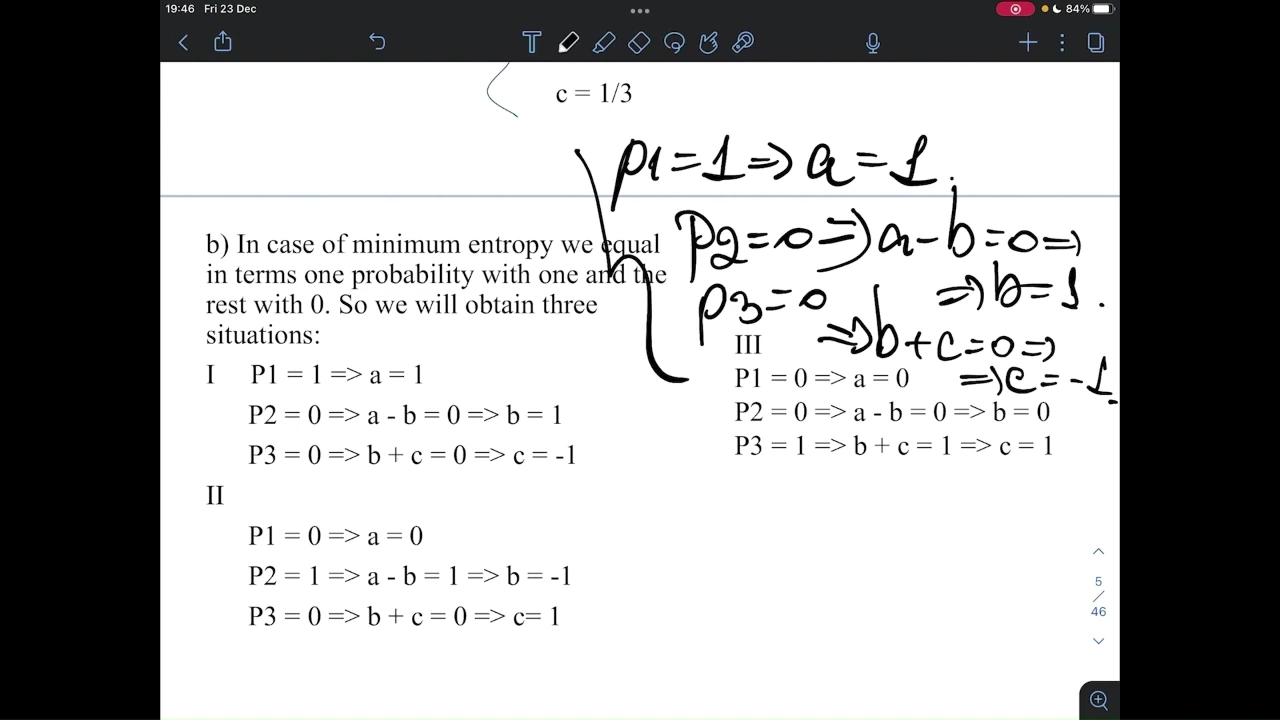 19:46 Fri 23 Dec
84%
T
c = 1/3
p1=1=>a=1.
p2=0=>a-b=0=>
=>b=1.
p3=0
=>b+c=0=>
=>c=-1.
b) In case of minimum entropy we equal
in terms one probability with one and the
rest with 0. So we will obtain three
situations:
I P1 = 1 => a = 1
P2 = 0 => a - b = 0 => b = 1
P3 = 0 => b + c = 0 => c = -1
II
P1 = 0 => a = 0
P2 = 1 => a - b = 1 => b = -1
P3 = 0 => b + c = 0 => c= 1
III
P1 = 0 => a = 0
P2 = 0 => a - b = 0 => b = 0
P3 = 1 => b + c = 1 => c = 1
5
/
46